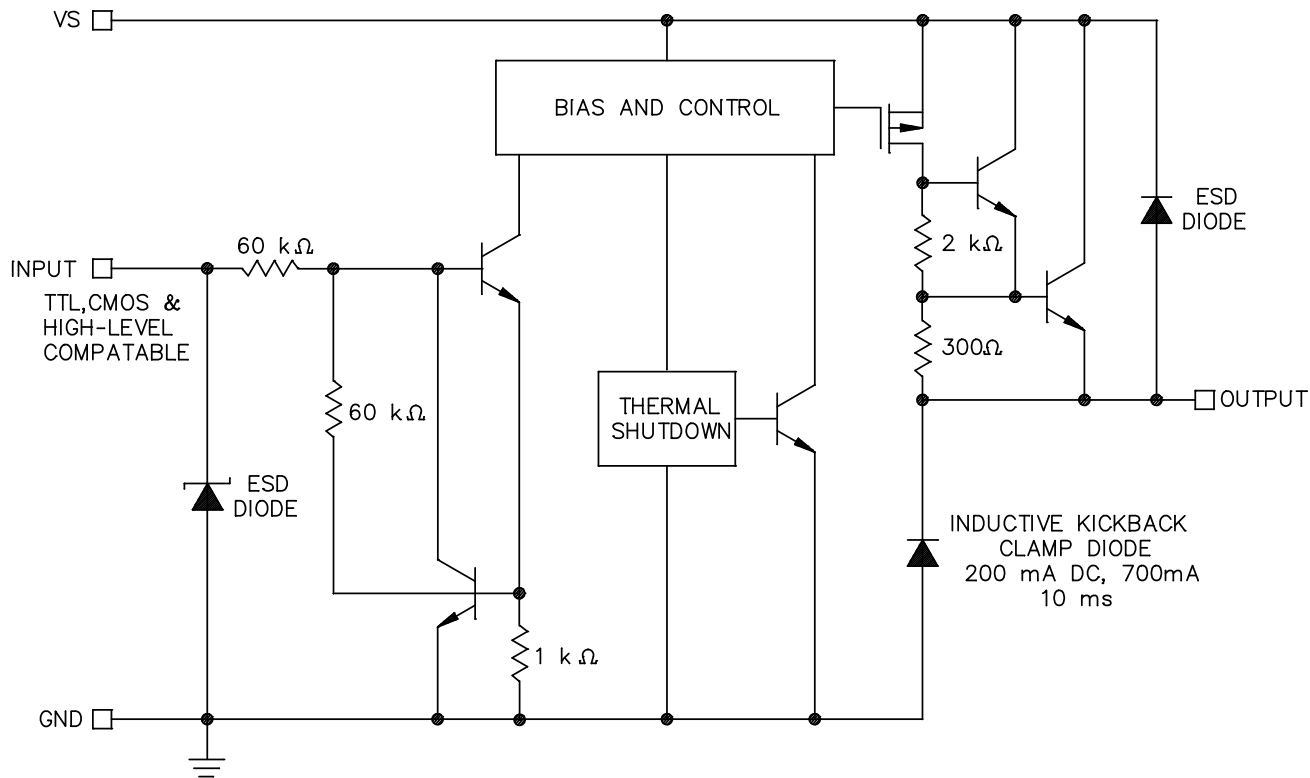 VS
BIAS AND CONTROL
ESD
DIODE
60 kΩ
2 kΩ
INPUT
TTL,CMOS &
HIGH-LEVEL
COMPATABLE
300Ω
60 kΩ
THERMAL
SHUTDOWN
OUTPUT
ESD
DIODE
INDUCTIVE KICKBACK
CLAMP DIODE
200 mA DC, 700mA
10 ms
1 kΩ
GND